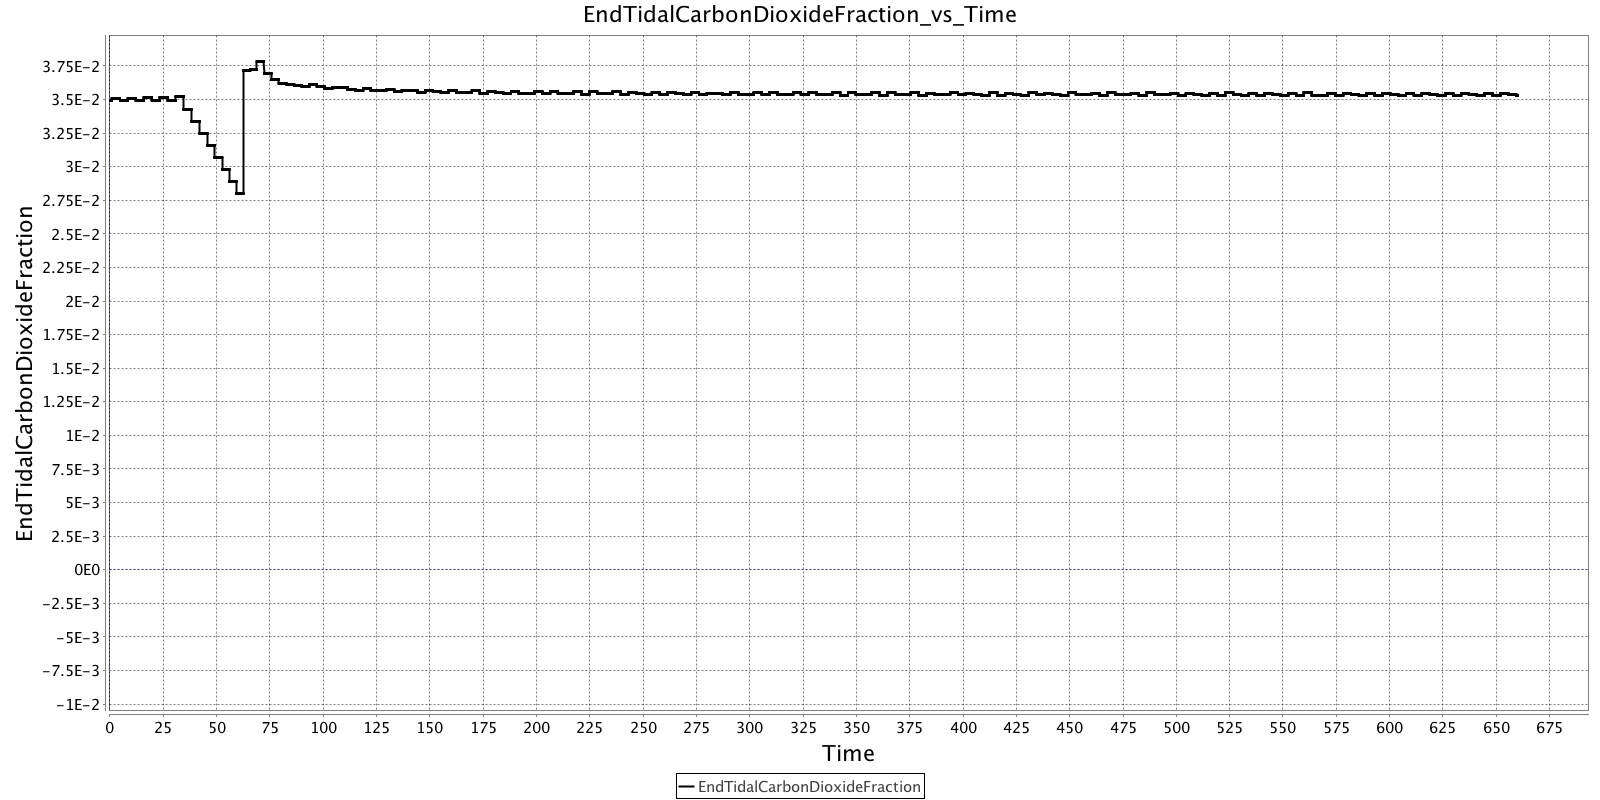 EndTidalCarbonDioxideFraction_vs_Time
EndTidalCarbonDioxideFraction
3.75E-2
3.5E-2
3.25E-2
3E-2
2.75E-2
2.5E-2
2.25E-2
2E-2
1.75E-2
1.5E-2
1.25E-2
1E-2
7.5E-3
5E-3
2.5E-3
0E0
-2.5E-3
-5E-3
-7.5E-3
-1E-2
0 25 50 75 100 125 150 175 200 225 250 275 300 325 350 375 400 425 450 475 500 525 550 575 600 625 650 675
Time
EndTidalCarbonDioxideFraction